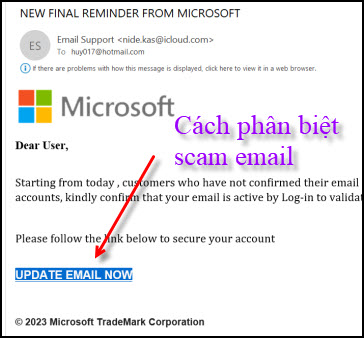 NEW FINAL REMINDER FROM MICROSOFT
ES
Email Support <nide.kas@icloud.com>
To huy017@hotmail.com
If there are problems with how this message is displayed, click here to view it in a web browser.
Microsoft
Cách phân biệt
scam email
Dear User,
Starting from today , customers who have not confirmed their email
accounts, kindly confirm that your email is active by Log-in to validat
Please follow the link below to secure your account
UPDATE EMAIL NOW
© 2023 Microsoft TradeMark Corporation